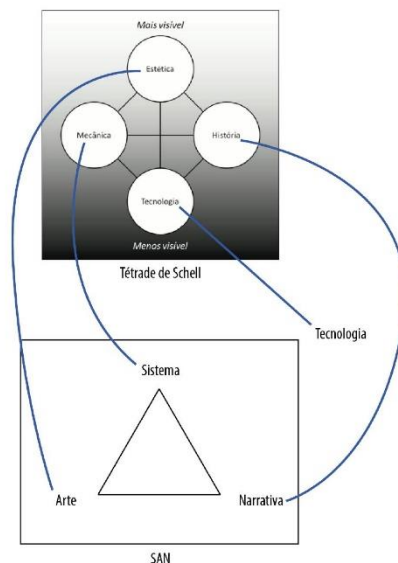 Mais visível
Estética
Mecânica
História
Tecnologia
Menos visível
Tétrade de Schell
Tecnologia
Sistema
Arte
Narrativa
SAN